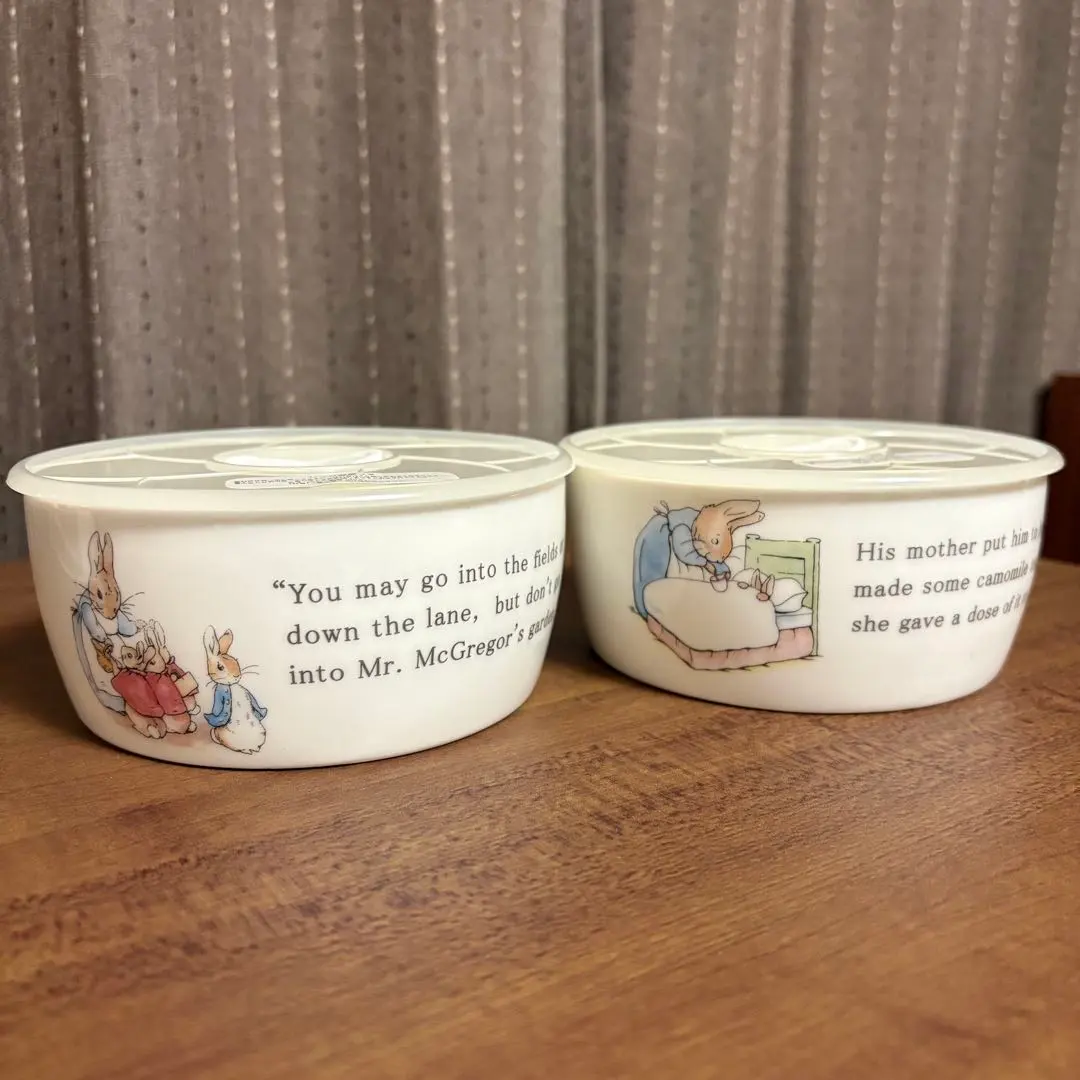 “You may go into the fields
down the lane, but don't
into Mr. McGregor's garden
His mother put him to
made some camomile
she gave a dose of it